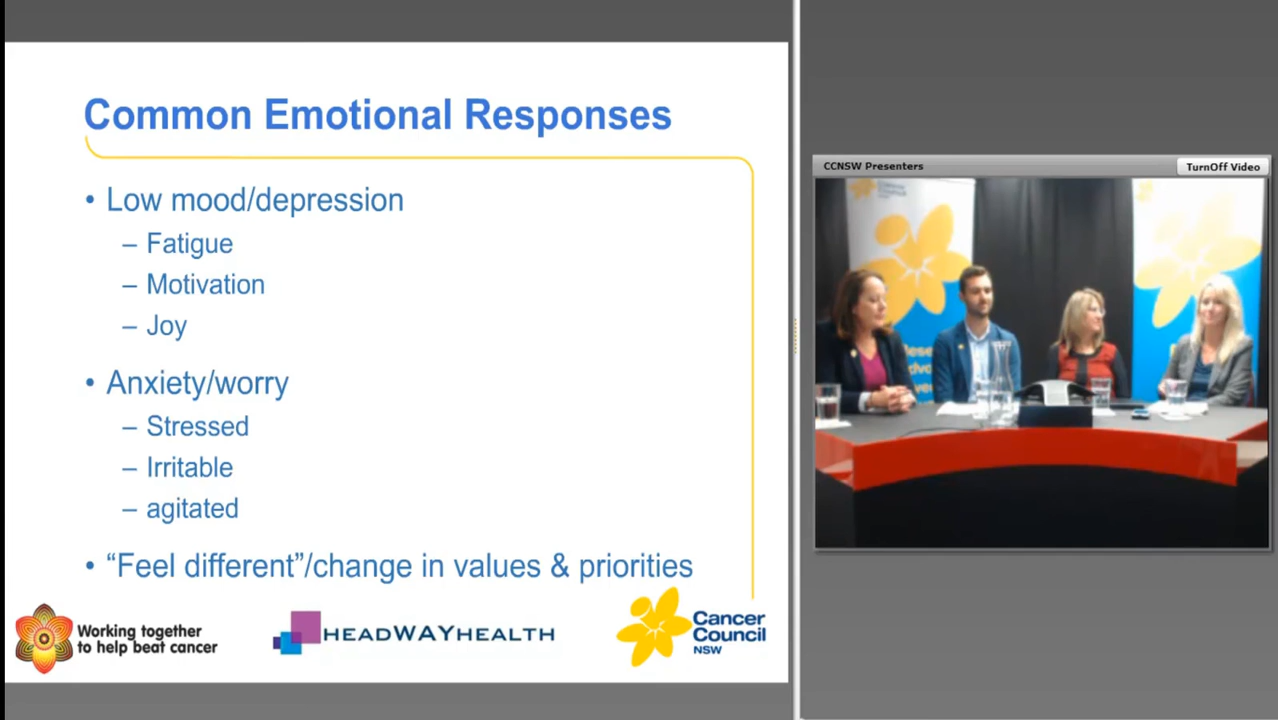 Common Emotional Responses
• Low mood/depression
– Fatigue
– Motivation
– Joy
• Anxiety/worry
– Stressed
– Irritable
– agitated
• “Feel different”/change in values & priorities
Working together
to help beat cancer
HEADWAYHEALTH
Cancer
Council
NSW
CCNSW Presenters
TurnOff Video